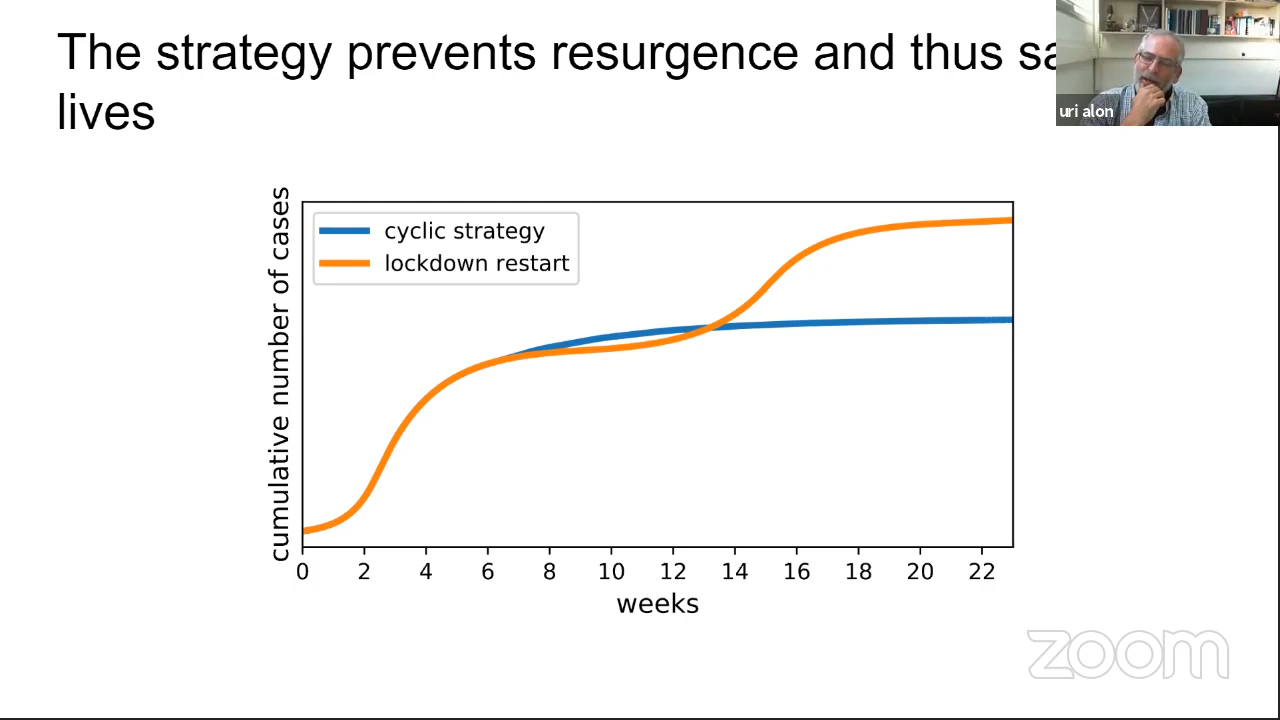 The strategy prevents resurgence and thus sa
lives
uri alon
cumulative number of cases
cyclic strategy
lockdown restart
0 2 4 6 8 10 12 14 16 18 20 22
weeks
zoom